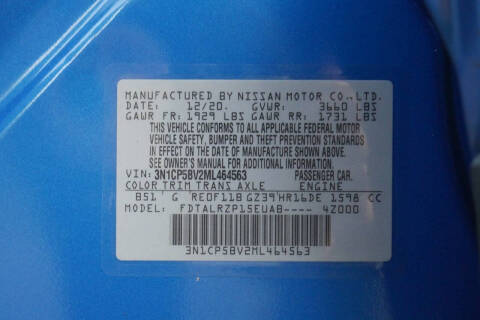 MANUFACTURED BY NISSAN MOTOR CO., LTD.
DATE: 12/20. GVWR: 3660 LBS
GAWR FR: 1929 LBS GAWR RR: 1731 LBS
THIS VEHICLE CONFORMS TO ALL APPLICABLE FEDERAL MOTOR
VEHICLE SAFETY, BUMPER AND THEFT PREVENTION STANDARDS
IN EFFECT ON THE DATE OF MANUFACTURE SHOWN ABOVE.
SEE OWNER'S MANUAL FOR ADDITIONAL INFORMATION.
VIN: 3N1CP5BV2ML464563 PASSENGER CAR.
COLOR TRIM TRANS AXLE ENGINE
B51 G RE0F11B GZ39 HR16DE 1598 CC
MODEL: FDTALRZP15EUAB---- 4Z000
3N1CP5BV2ML464563